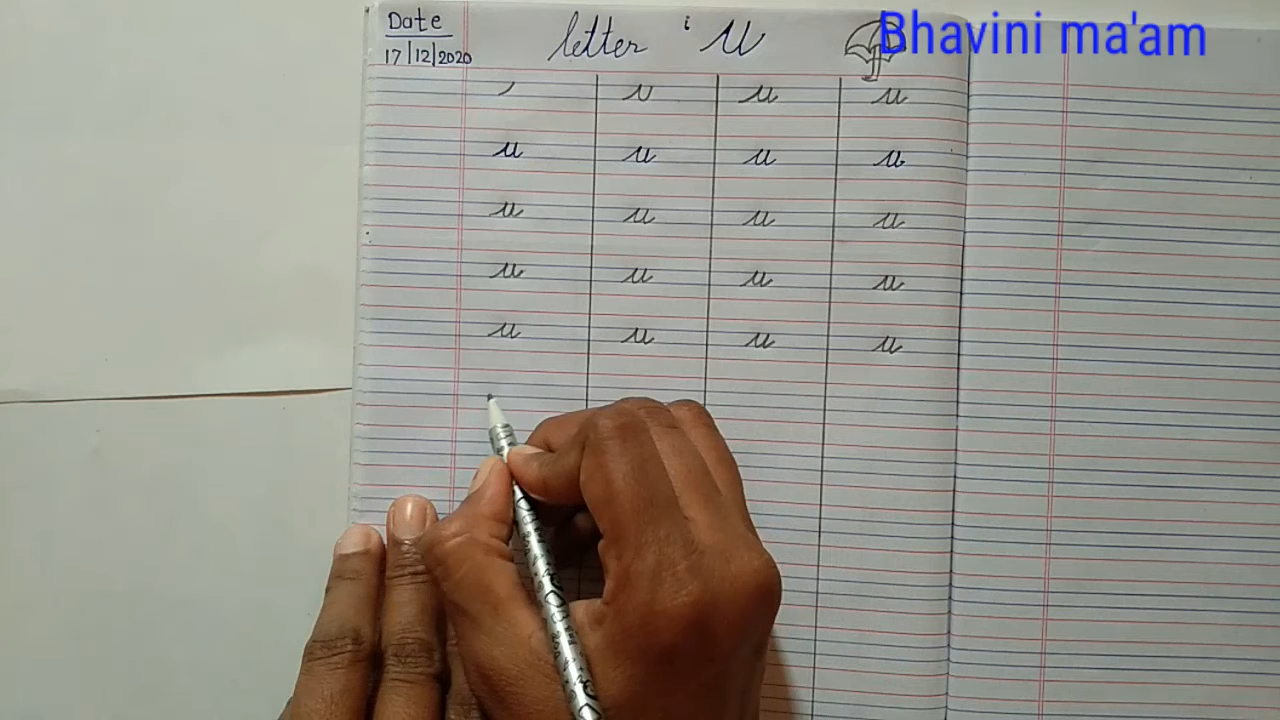 Date
17/12/2020
letter 'u
Bhavini ma'am
u u u
u u u u
u u u u
u u u u
u u u u